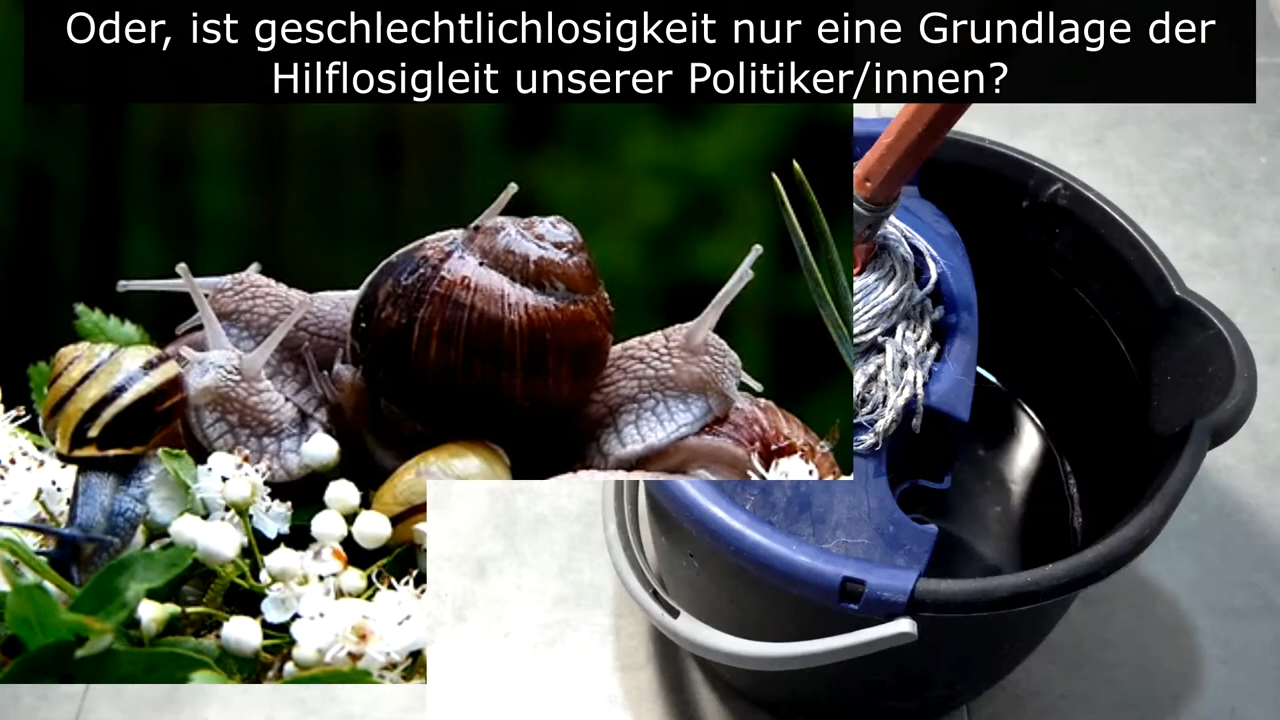 Oder, ist geschlechtlichlosigkeit nur eine Grundlage der
Hilflosigleit unserer Politiker/innen?